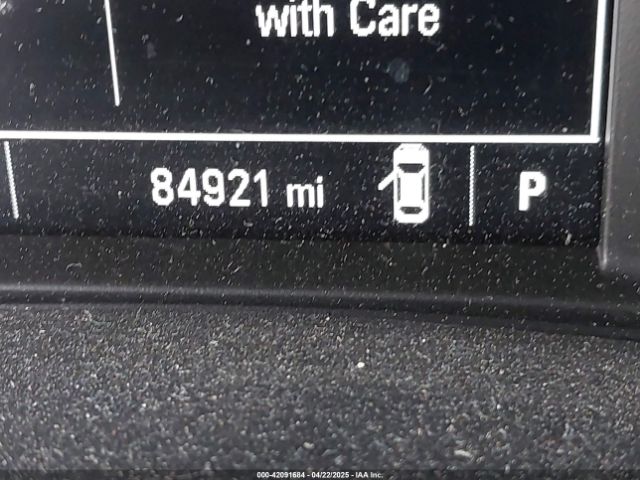 with Care
84921 mi P
000-42091684 - 04/22/2025 - IAA Inc.